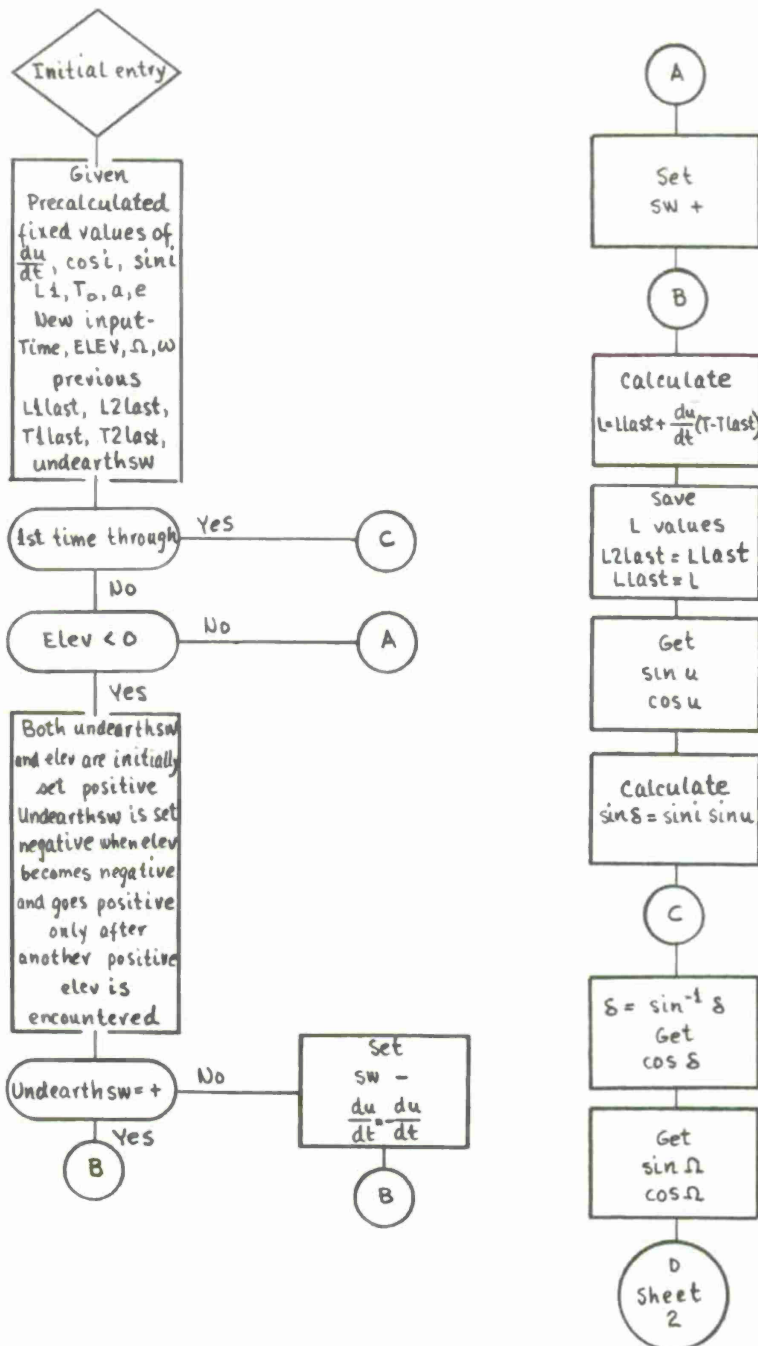 Initial entry
Given
Precalculated
fixed values of
du/dt, cosi, sini
L1, T₀, a, e
New input-
Time, ELEV, Ω, ω
previous
L1last, L2last,
T1last, T2last,
undearthsw
1st time through
Yes
C
No
Elev < 0
No
A
Yes
Both undearthsw
and elev are initially
set positive
Undearthsw is set
negative when elev
becomes negative
and goes positive
only after
another positive
elev is
encountered
Undearthsw = +
No
Yes
B
Set
SW -
du/dt = -du/dt
B
A
Set
SW +
B
Calculate
L=Llast+ du/dt (T-Tlast)
Save
L values
L2last = Llast
Llast = L
Get
sin u
cos u
Calculate
sin δ = sini sinu
C
δ = sin⁻¹ δ
Get
cos δ
Get
sin Ω
cos Ω
D
Sheet
2